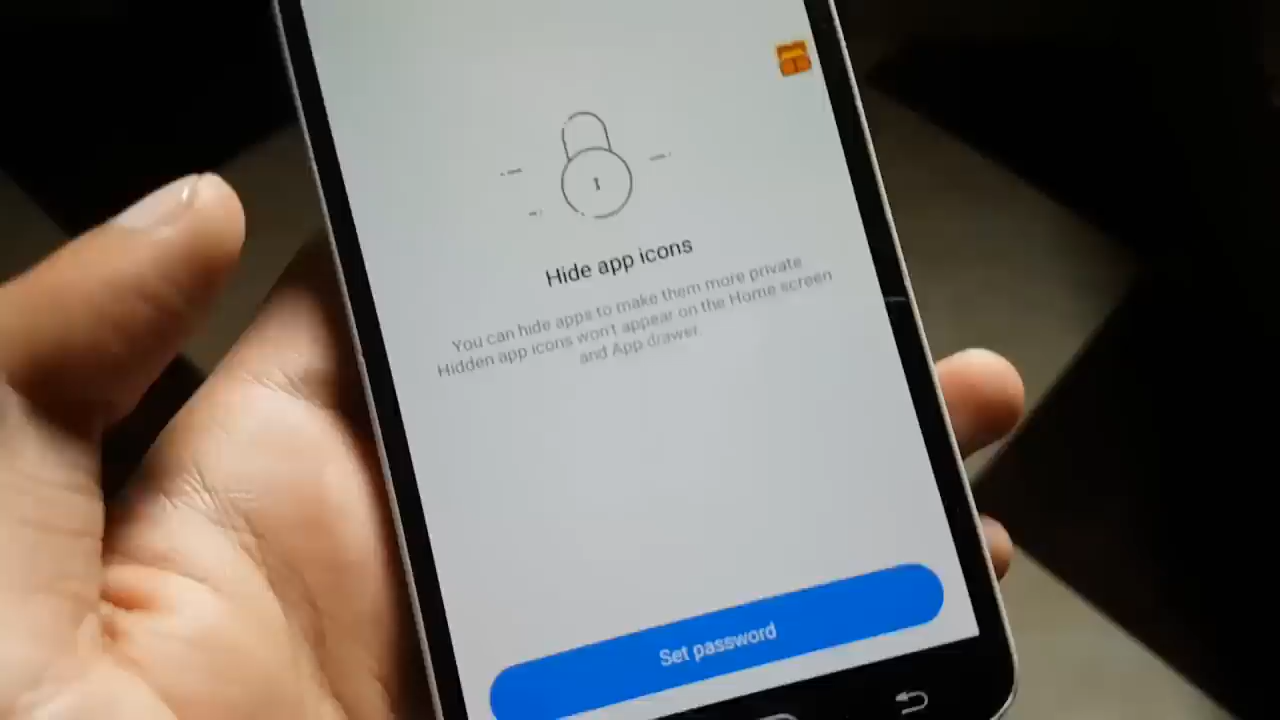 Hide app icons
You can hide apps to make them more private
Hidden app icons won't appear on the Home screen
and App drawer.
Set password